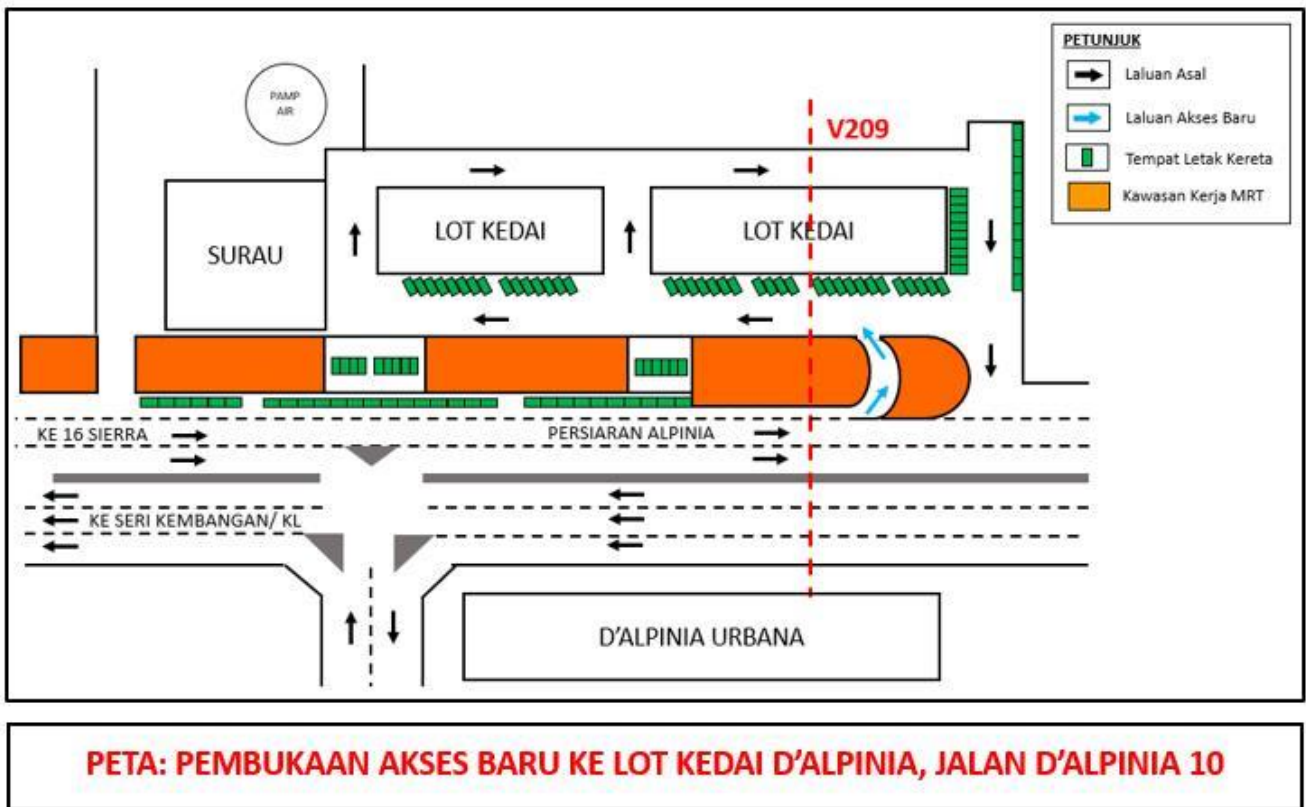 PETUNJUK
Laluan Asal
Laluan Akses Baru
Tempat Letak Kereta
Kawasan Kerja MRT
PAMP
AIR
V209
SURAU
LOT KEDAI
LOT KEDAI
KE 16 SIERRA
PERSIARAN ALPINIA
KE SERI KEMBANGAN/ KL
D'ALPINIA URBANA
PETA: PEMBUKAAN AKSES BARU KE LOT KEDAI D'ALPINIA, JALAN D'ALPINIA 10